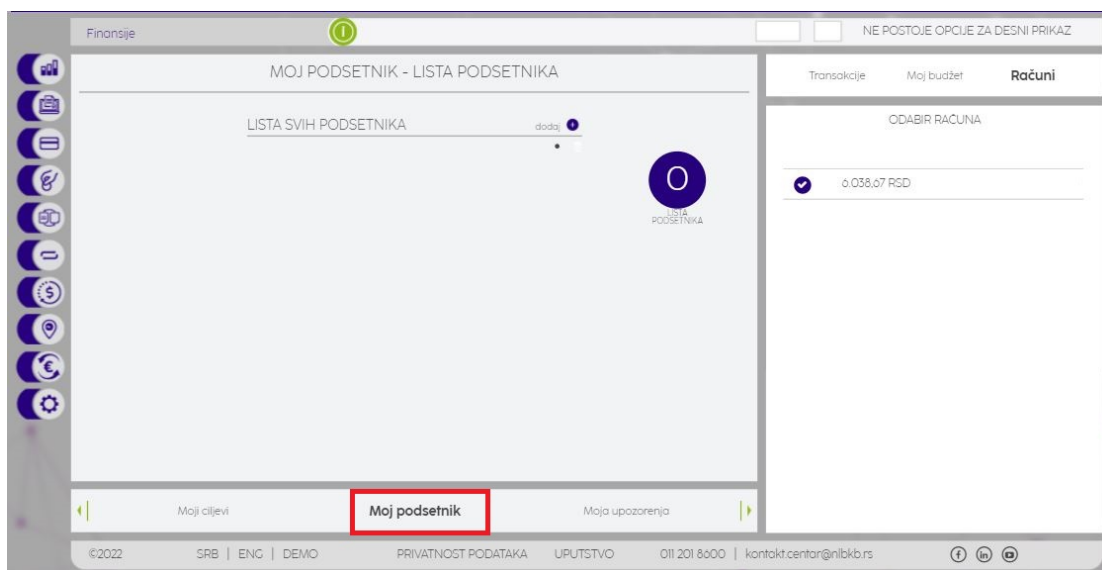 Finansije
NE POSTOJE OPCIJE ZA DESNI PRIKAZ
MOJ PODSETNIK - LISTA PODSETNIKA
LISTA SVIH PODSETNIKA
dodaj
0
LISTA
PODSETNIKA
Moji ciljevi
Moj podsetnik
Moja upozorenja
Transakcije Moj budžet Računi
ODABIR RAČUNA
6.038,67 RSD
©2022 SRB | ENG | DEMO PRIVATNOST PODATAKA UPUTSTVO 011 201 8600 | kontakt.centar@nlbkb.rs